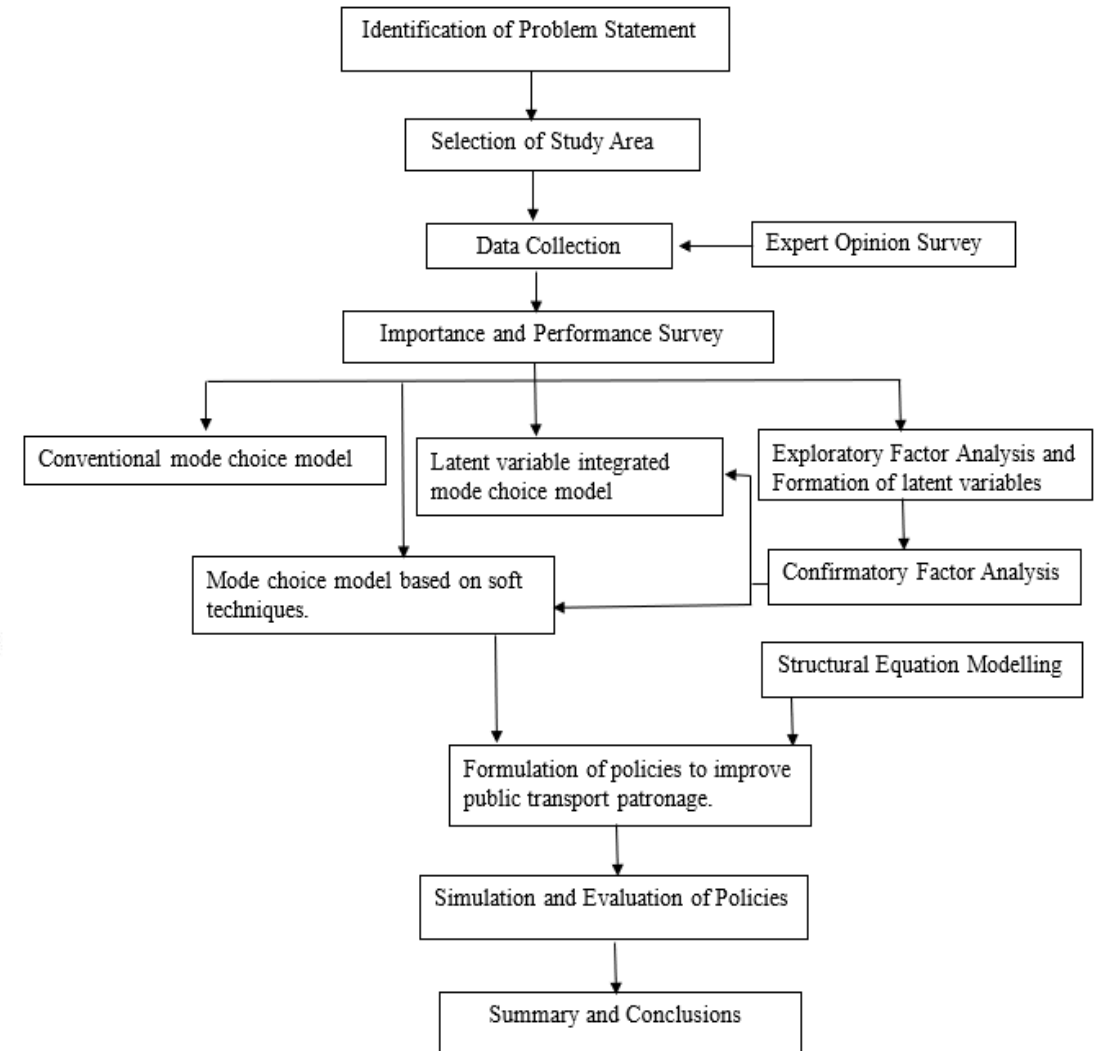 Identification of Problem Statement
Selection of Study Area
Data Collection
Expert Opinion Survey
Importance and Performance Survey
Conventional mode choice model
Latent variable integrated
mode choice model
Exploratory Factor Analysis and
Formation of latent variables
Mode choice model based on soft
techniques.
Confirmatory Factor Analysis
Structural Equation Modelling
Formulation of policies to improve
public transport patronage.
Simulation and Evaluation of Policies
Summary and Conclusions